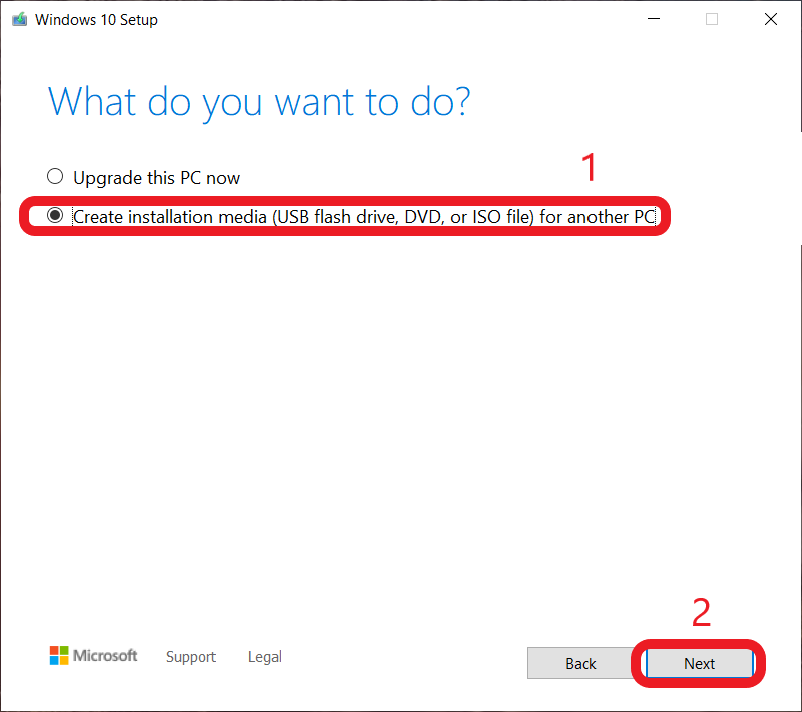 Windows 10 Setup
What do you want to do?
Upgrade this PC now
1
Create installation media (USB flash drive, DVD, or ISO file) for another PC
2
Microsoft Support Legal Back Next